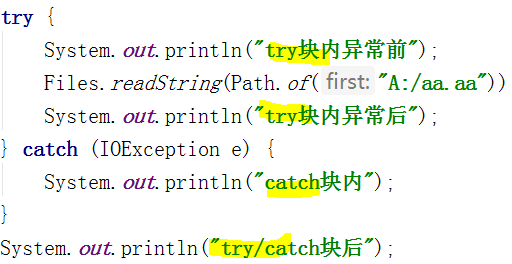 try {
System.out.println("try块内异常前");
Files.readString(Path.of( first: "A:/aa.aa"))
System.out.println("try块内异常后");
} catch (IOException e) {
System.out.println("catch块内");
}
System.out.println("try/catch块后");